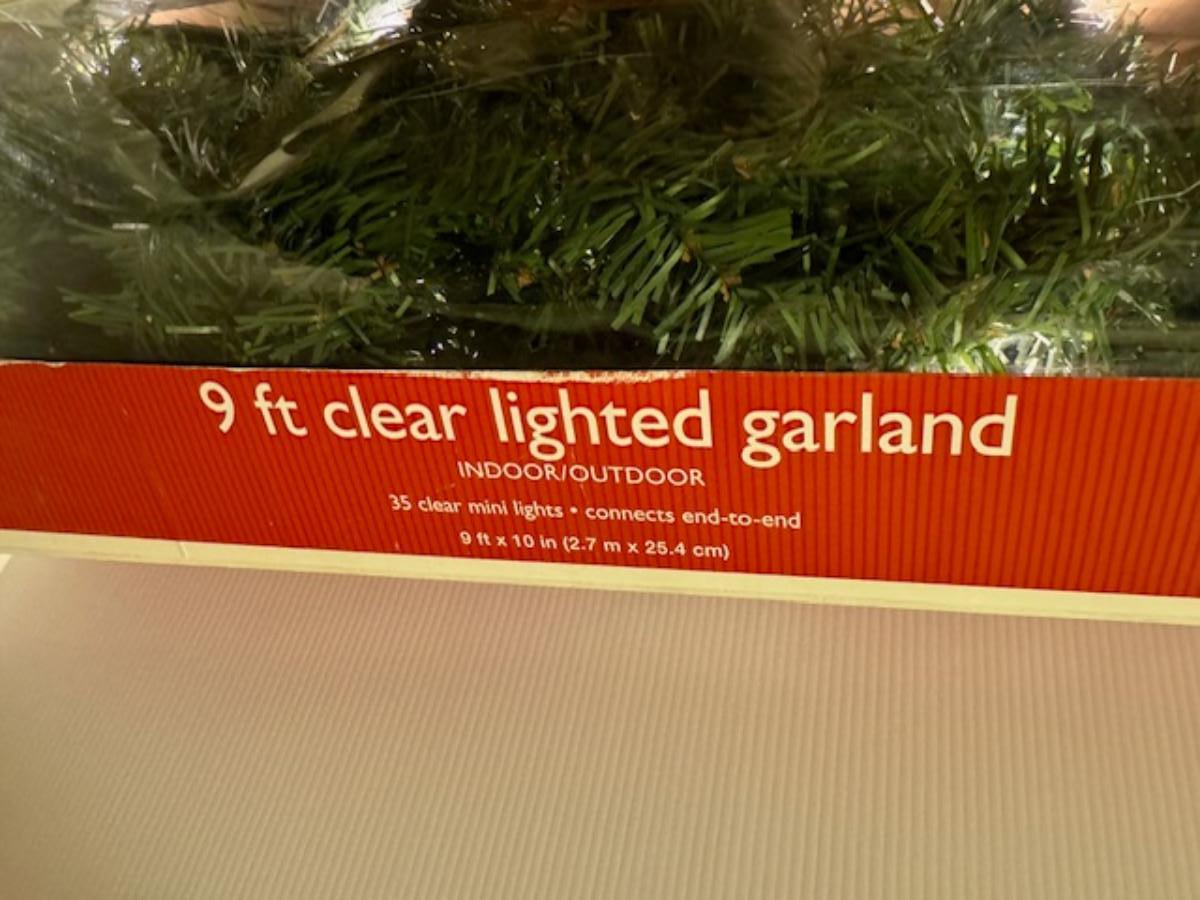 9 ft clear lighted garland
INDOOR/OUTDOOR
35 clear mini lights • connects end-to-end
9 ft x 10 in (2.7 m x 25.4 cm)